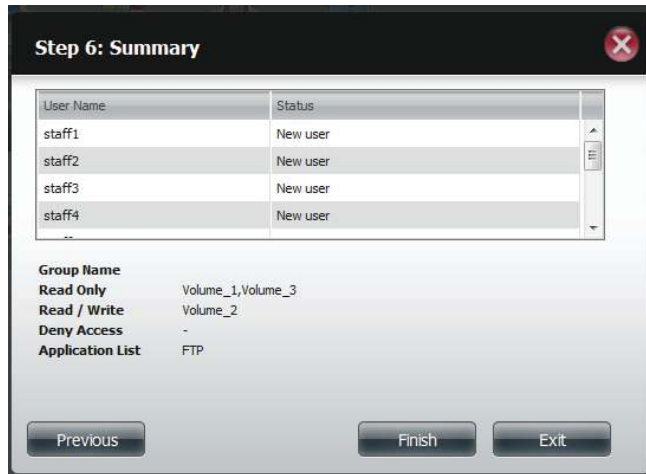 Step 6: Summary
User Name Status
staff1 New user
staff2 New user
staff3 New user
staff4 New user
Group Name
Read Only Volume_1,Volume_3
Read / Write Volume_2
Deny Access -
Application List FTP
Previous Finish Exit